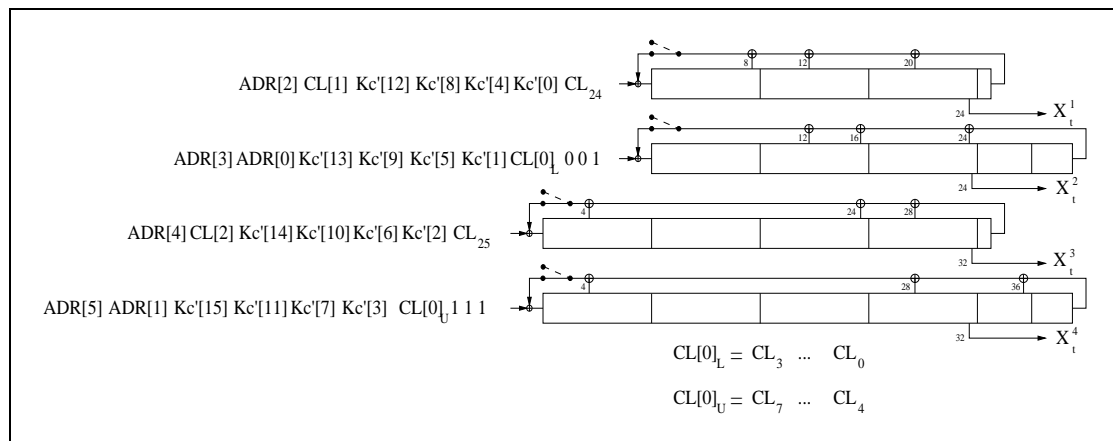 8 12 20
ADR[2] CL[1] Kc'[12] Kc'[8] Kc'[4] Kc'[0] CL24
24 X1t
12 16 24
ADR[3] ADR[0] Kc'[13] Kc'[9] Kc'[5] Kc'[1] CL[0]L 0 0 1
24 X2t
4 24 28
ADR[4] CL[2] Kc'[14] Kc'[10] Kc'[6] Kc'[2] CL25
32 X3t
4 28 36
ADR[5] ADR[1] Kc'[15] Kc'[11] Kc'[7] Kc'[3] CL[0]U 1 1 1
32 X4t
CL[0]L = CL3 ... CL0
CL[0]U = CL7 ... CL4